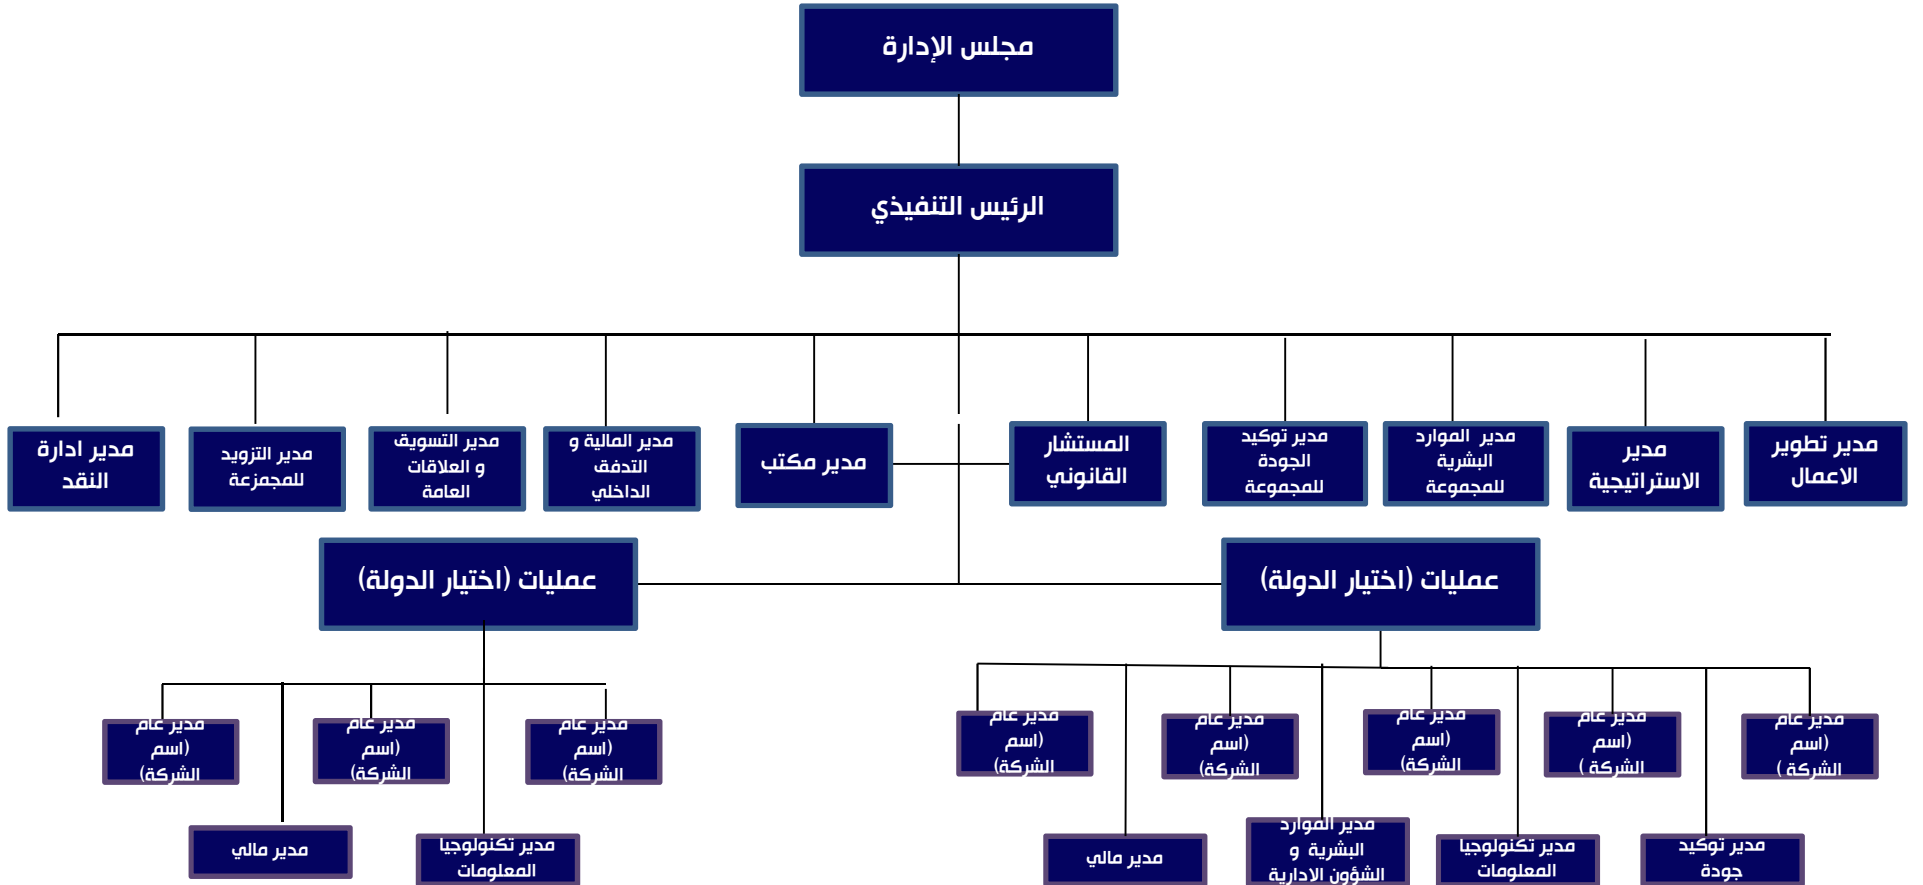 مجلس الإدارة
الرئيس التنفيذي
مدير تطوير
الاعمال
مدير
الاستراتيجية
مدير الموارد
البشرية
للمجموعة
مدير توكيد
الجودة
للمجموعة
المستشار
القانوني
مدير مكتب
مدير المالية و
التدفق
الداخلي
مدير التسويق
و العلاقات
العامة
مدير التزويد
للمجمزعة
مدير ادارة
النقد
عمليات (اختيار الدولة)
عمليات (اختيار الدولة)
مدير عام
(اسم
الشركة )
مدير عام
(اسم
الشركة )
مدير عام
(اسم
الشركة)
مدير عام
(اسم
الشركة)
مدير عام
(اسم
الشركة)
مدير عام
(اسم
الشركة)
مدير عام
(اسم
الشركة)
مدير عام
(اسم
الشركة)
مدير توكيد
جودة
مدير تكنولوجيا
المعلومات
مدير الموارد
البشرية و
الشؤون الادارية
مدير مالي
مدير تكنولوجيا
المعلومات
مدير مالي